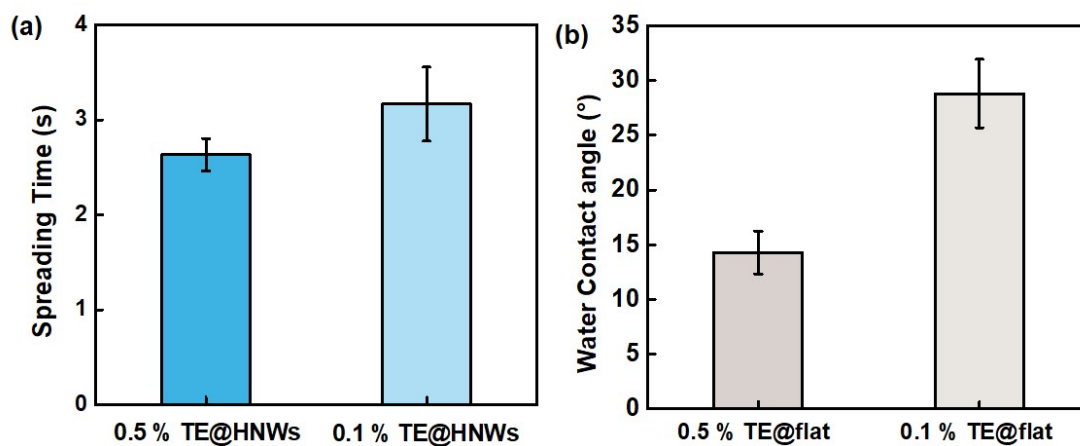 (a)
Spreading Time (s)
4
3
2
1
0
0.5 % TE@HNWs
0.1 % TE@HNWs
(b)
Water Contact angle (°)
35
30
25
20
15
10
5
0
0.5 % TE@flat
0.1 % TE@flat